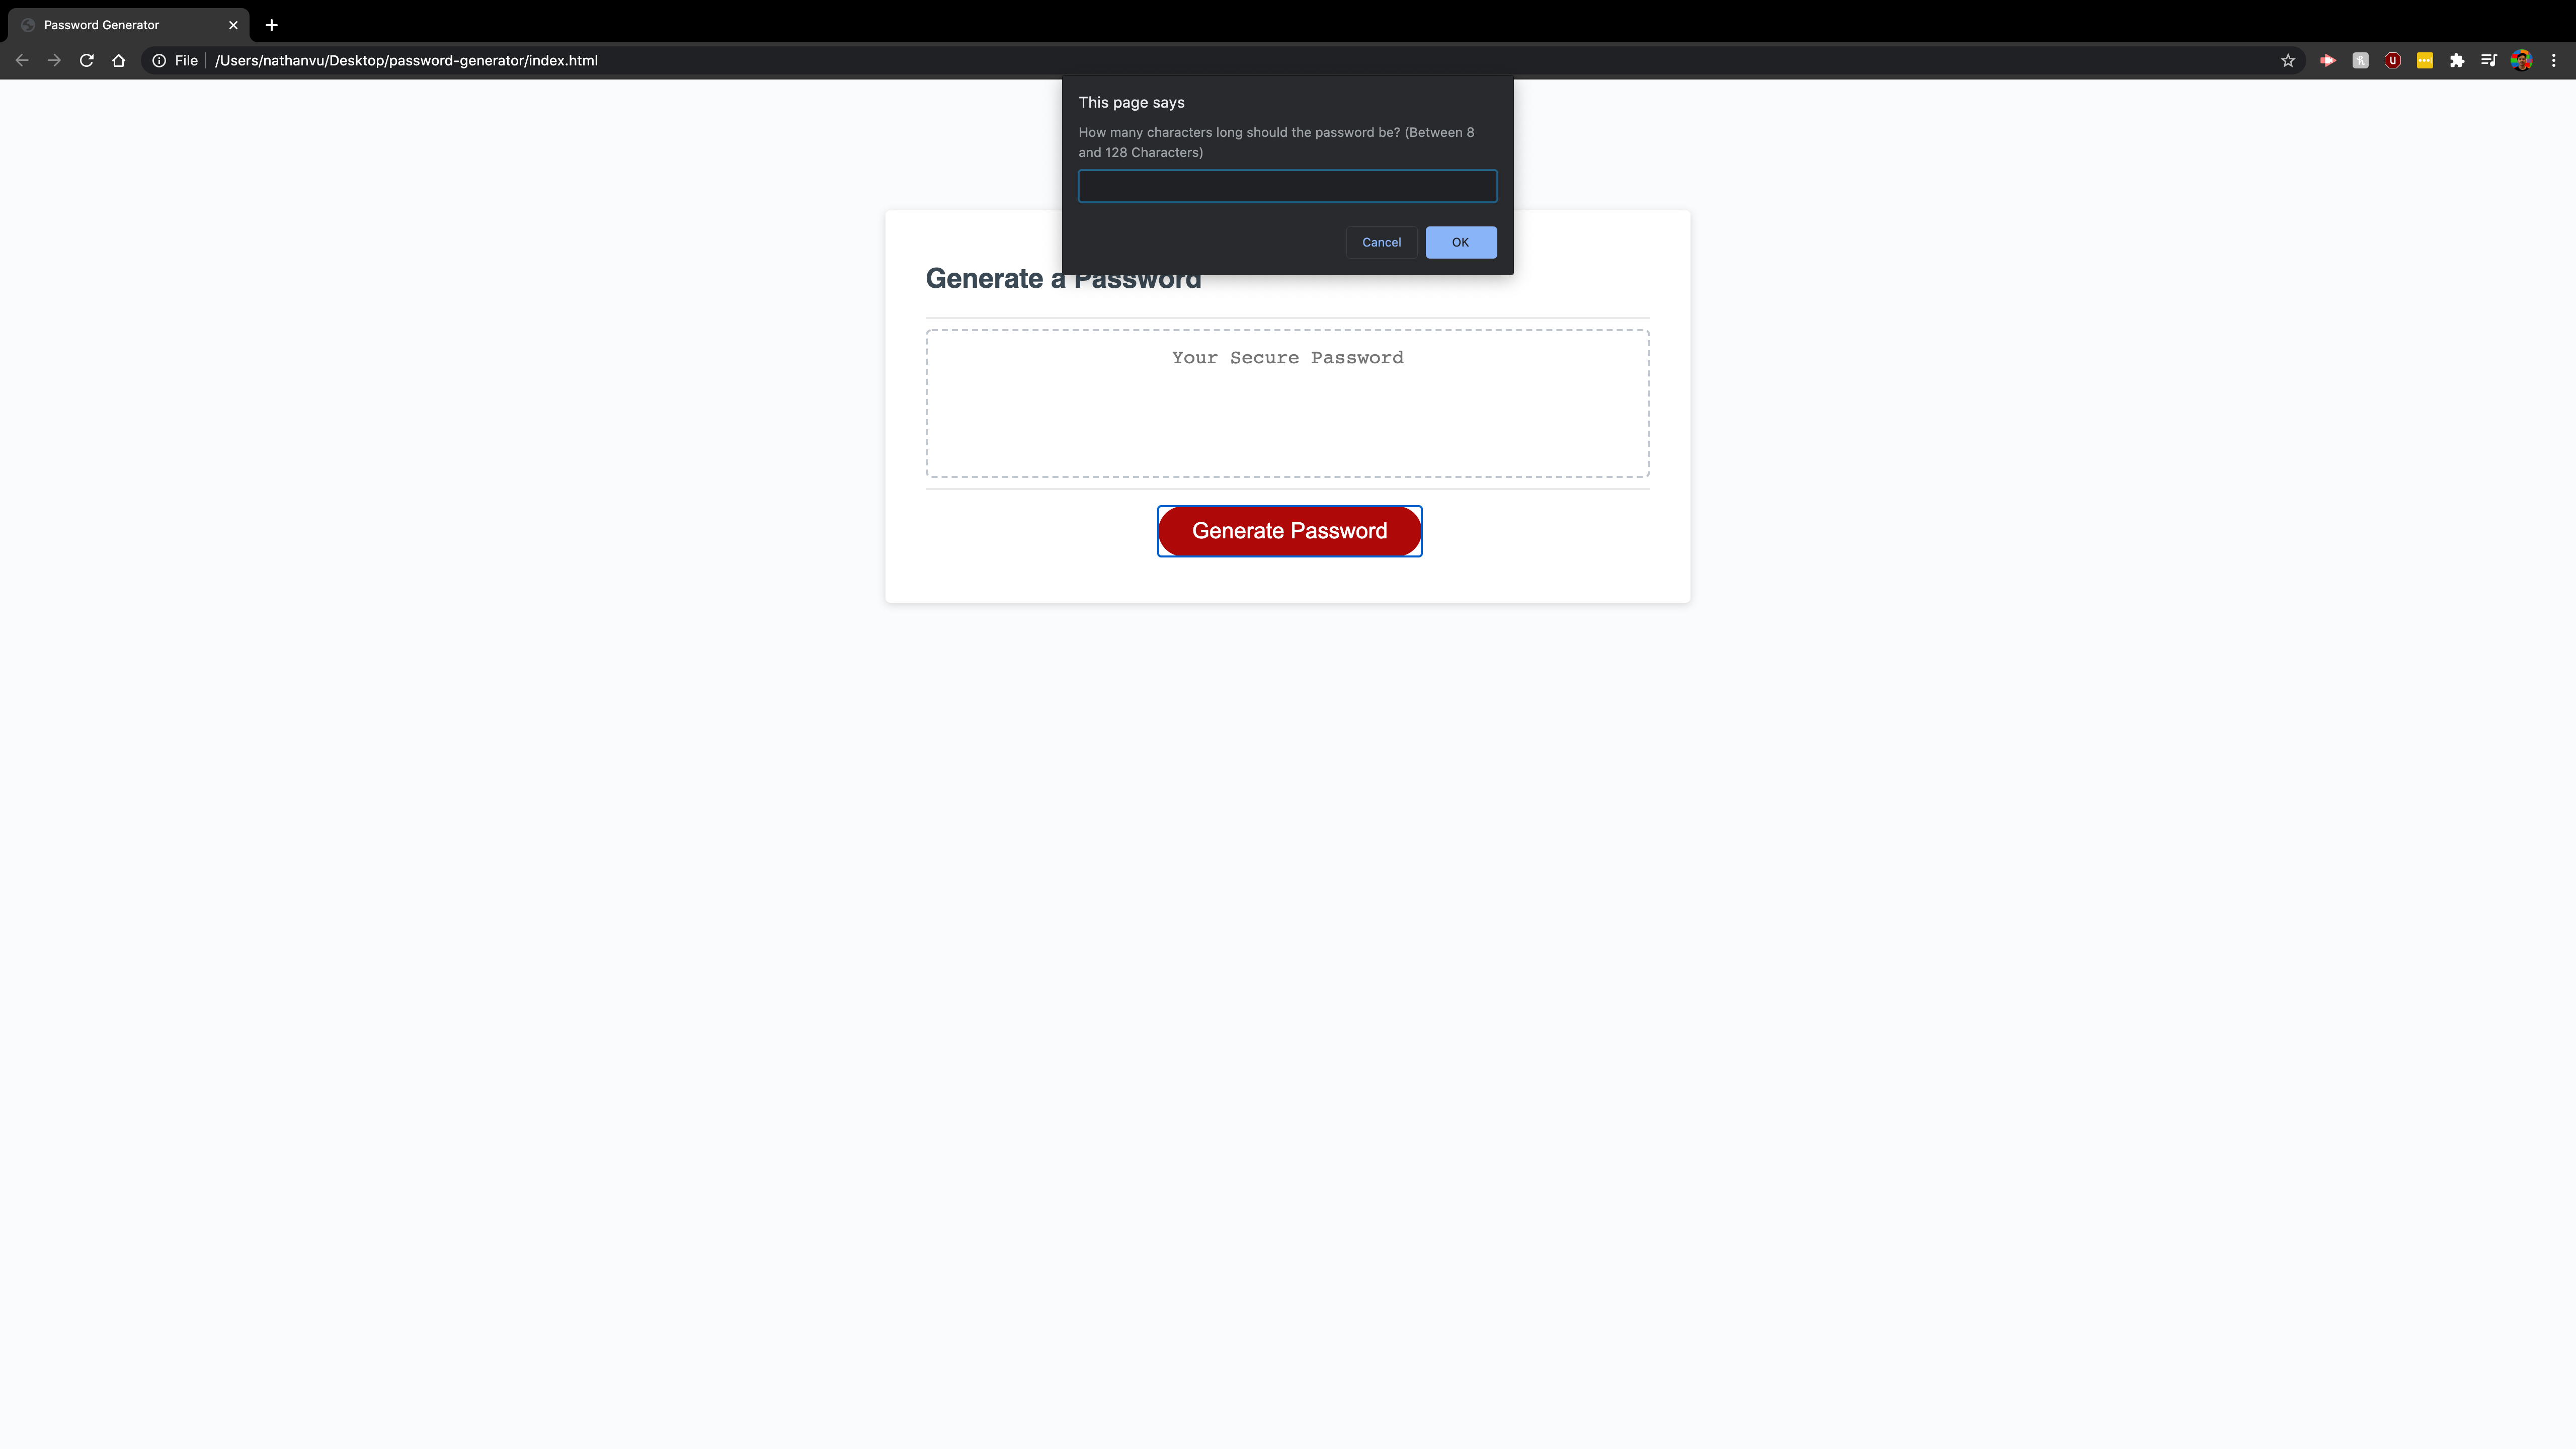 Password Generator
File
/Users/nathanvu/Desktop/password-generator/index.html
This page says
How many characters long should the password be? (Between 8
and 128 Characters)
Cancel
OK
Generate a Password
Your Secure Password
Generate Password